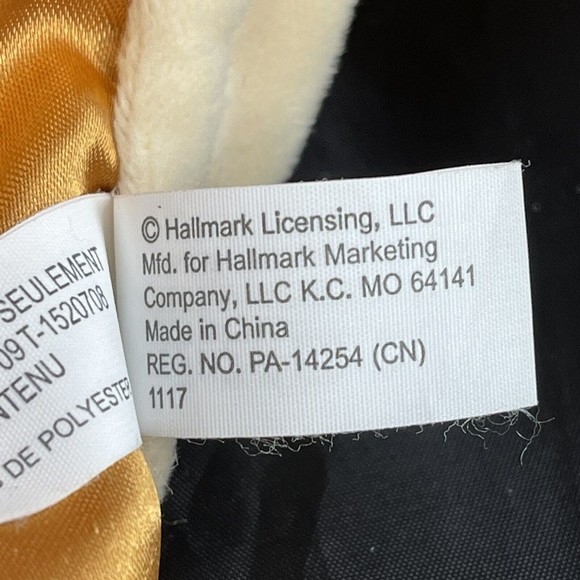 © Hallmark Licensing, LLC
Mfd. for Hallmark Marketing
Company, LLC K.C. MO 64141
Made in China
REG. NO. PA-14254 (CN)
1117
SEULEMENT
09T-1520708
NTENU
DE POLYESTER